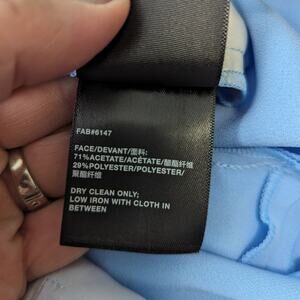 FAB#6147
FACE/DEVANT/面料:
71%ACETATE/ACÉTATE/醋酯纤维
29%POLYESTER/POLYESTER/
聚酯纤维
DRY CLEAN ONLY;
LOW IRON WITH CLOTH IN
BETWEEN